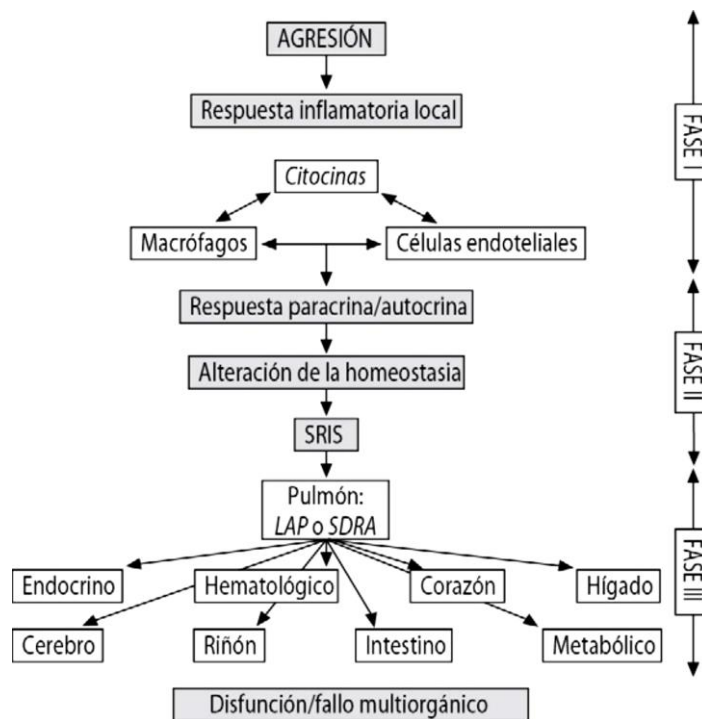 AGRESIÓN
Respuesta inflamatoria local
Citocinas
Macrófagos
Células endoteliales
FASE I
Respuesta paracrina/autocrina
Alteración de la homeostasia
SRIS
FASE II
Pulmón:
LAP o SDRA
Endocrino
Hematológico
Corazón
Hígado
Cerebro
Riñón
Intestino
Metabólico
FASE III
Disfunción/fallo multiorgánico